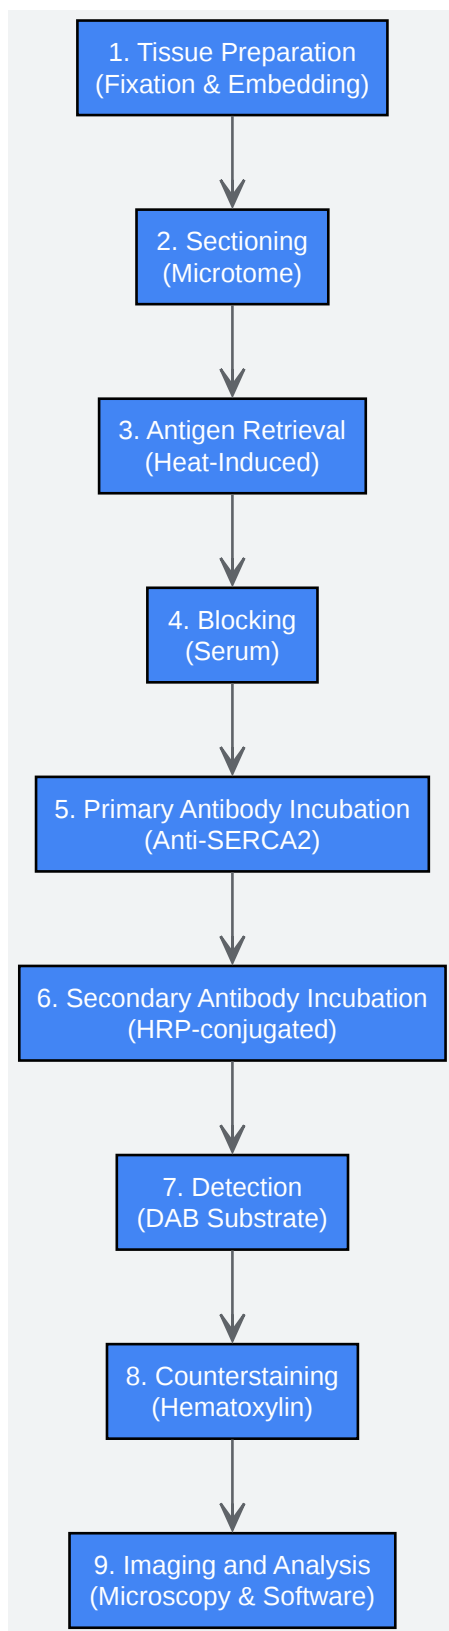 1. Tissue Preparation
(Fixation & Embedding)
2. Sectioning
(Microtome)
3. Antigen Retrieval
(Heat-Induced)
4. Blocking
(Serum)
5. Primary Antibody Incubation
(Anti-SERCA2)
6. Secondary Antibody Incubation
(HRP-conjugated)
7. Detection
(DAB Substrate)
8. Counterstaining
(Hematoxylin)
9. Imaging and Analysis
(Microscopy & Software)